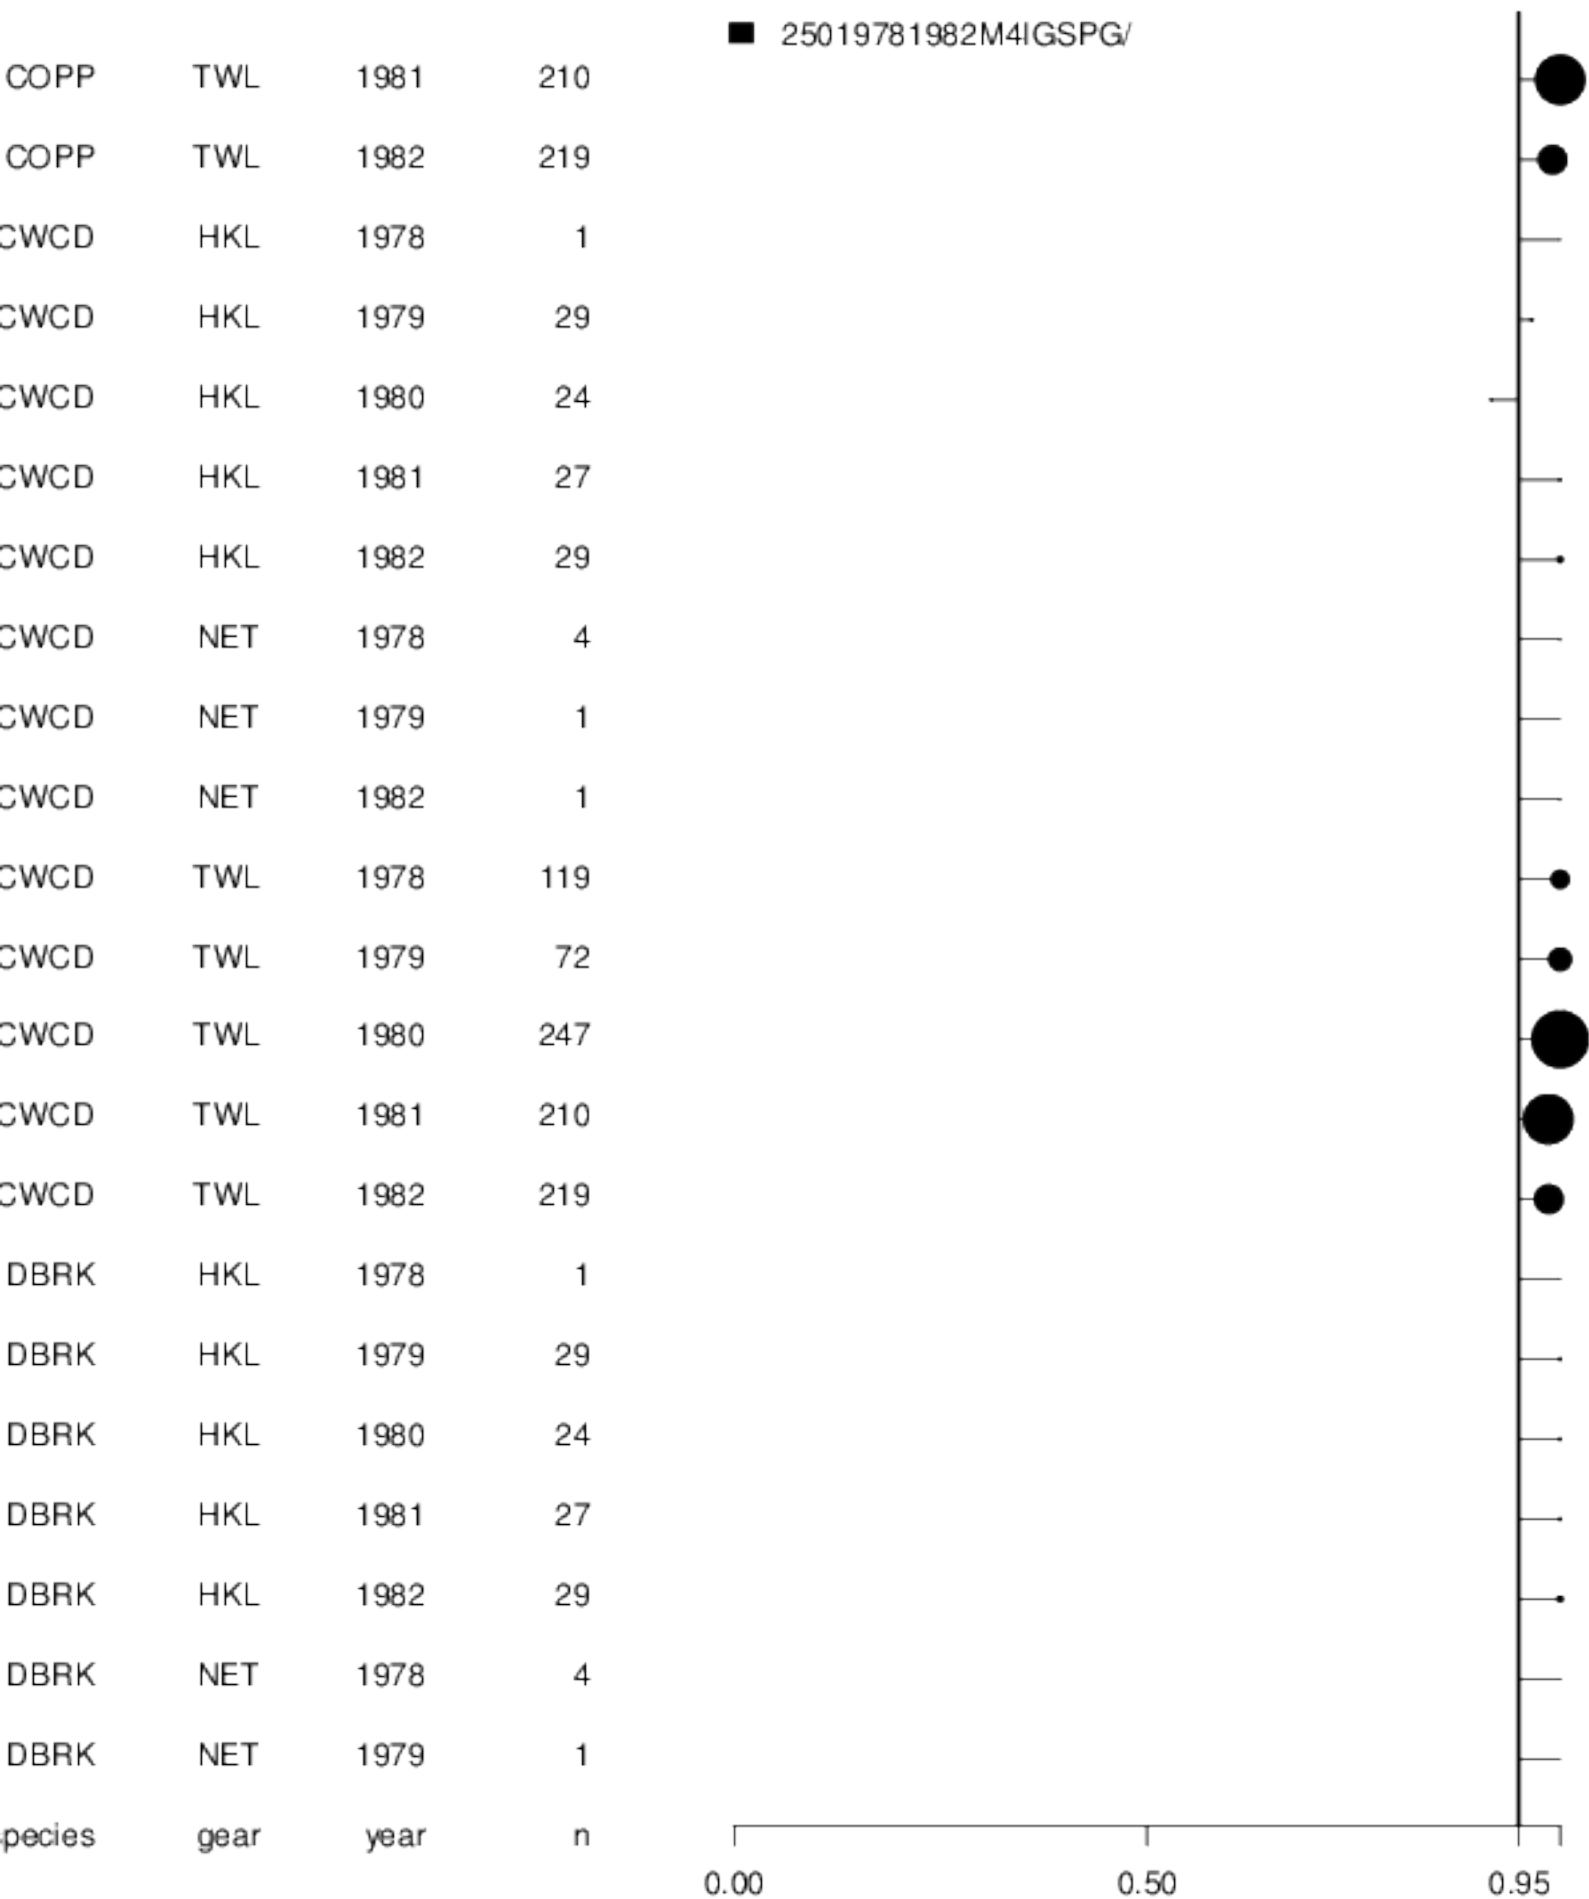 25019781982M4IGSPG/
COPP TWL 1981 210
COPP TWL 1982 219
CWCD HKL 1978 1
CWCD HKL 1979 29
CWCD HKL 1980 24
CWCD HKL 1981 27
CWCD HKL 1982 29
CWCD NET 1978 4
CWCD NET 1979 1
CWCD NET 1982 1
CWCD TWL 1978 119
CWCD TWL 1979 72
CWCD TWL 1980 247
CWCD TWL 1981 210
CWCD TWL 1982 219
DBRK HKL 1978 1
DBRK HKL 1979 29
DBRK HKL 1980 24
DBRK HKL 1981 27
DBRK HKL 1982 29
DBRK NET 1978 4
DBRK NET 1979 1
pecies gear year n
0.00 0.50 0.95